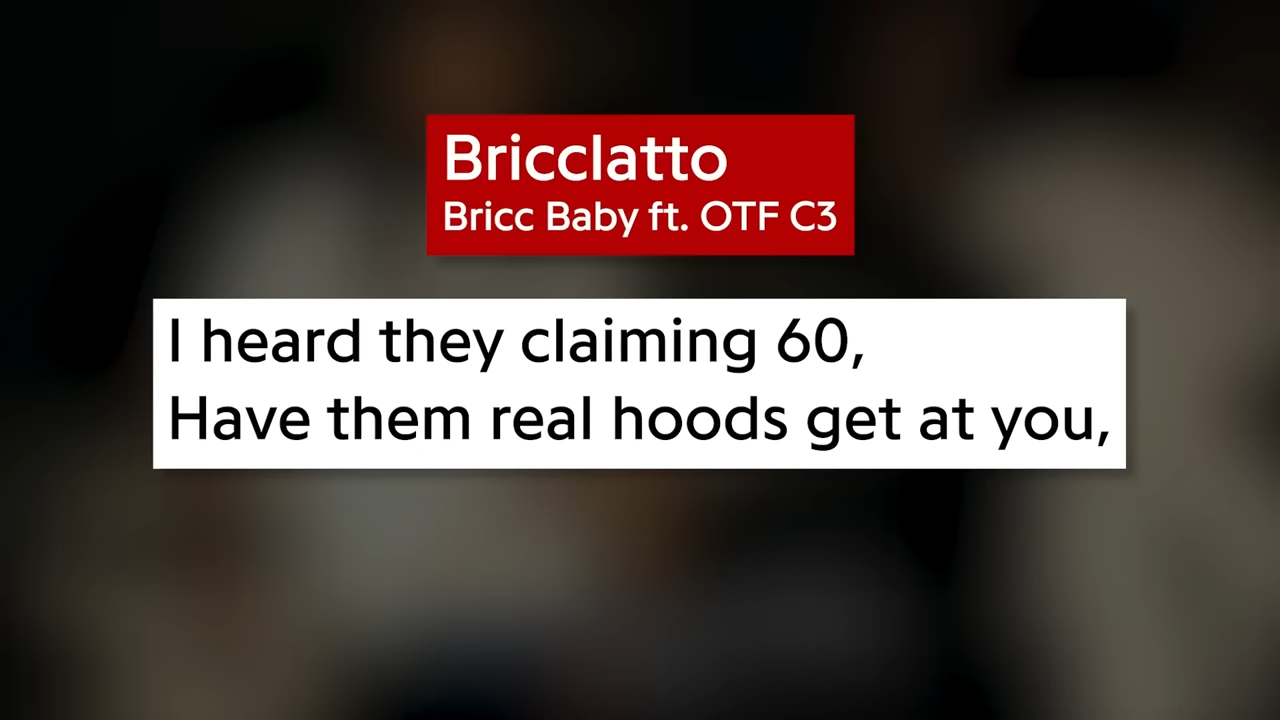 Bricclatto
Bricc Baby ft. OTF C3
I heard they claiming 60,
Have them real hoods get at you,